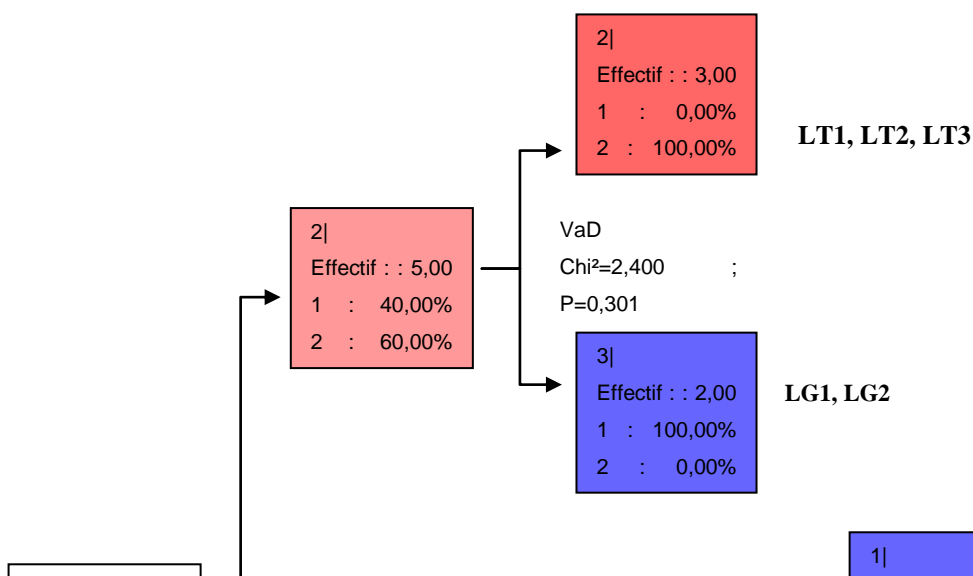 2|
Effectif : : 3,00
1 : 0,00%
2 : 100,00%
LT1, LT2, LT3
2|
Effectif : : 5,00
1 : 40,00%
2 : 60,00%
VaD
Chi²=2,400 ;
P=0,301
3|
Effectif : : 2,00
1 : 100,00%
2 : 0,00%
LG1, LG2
1|